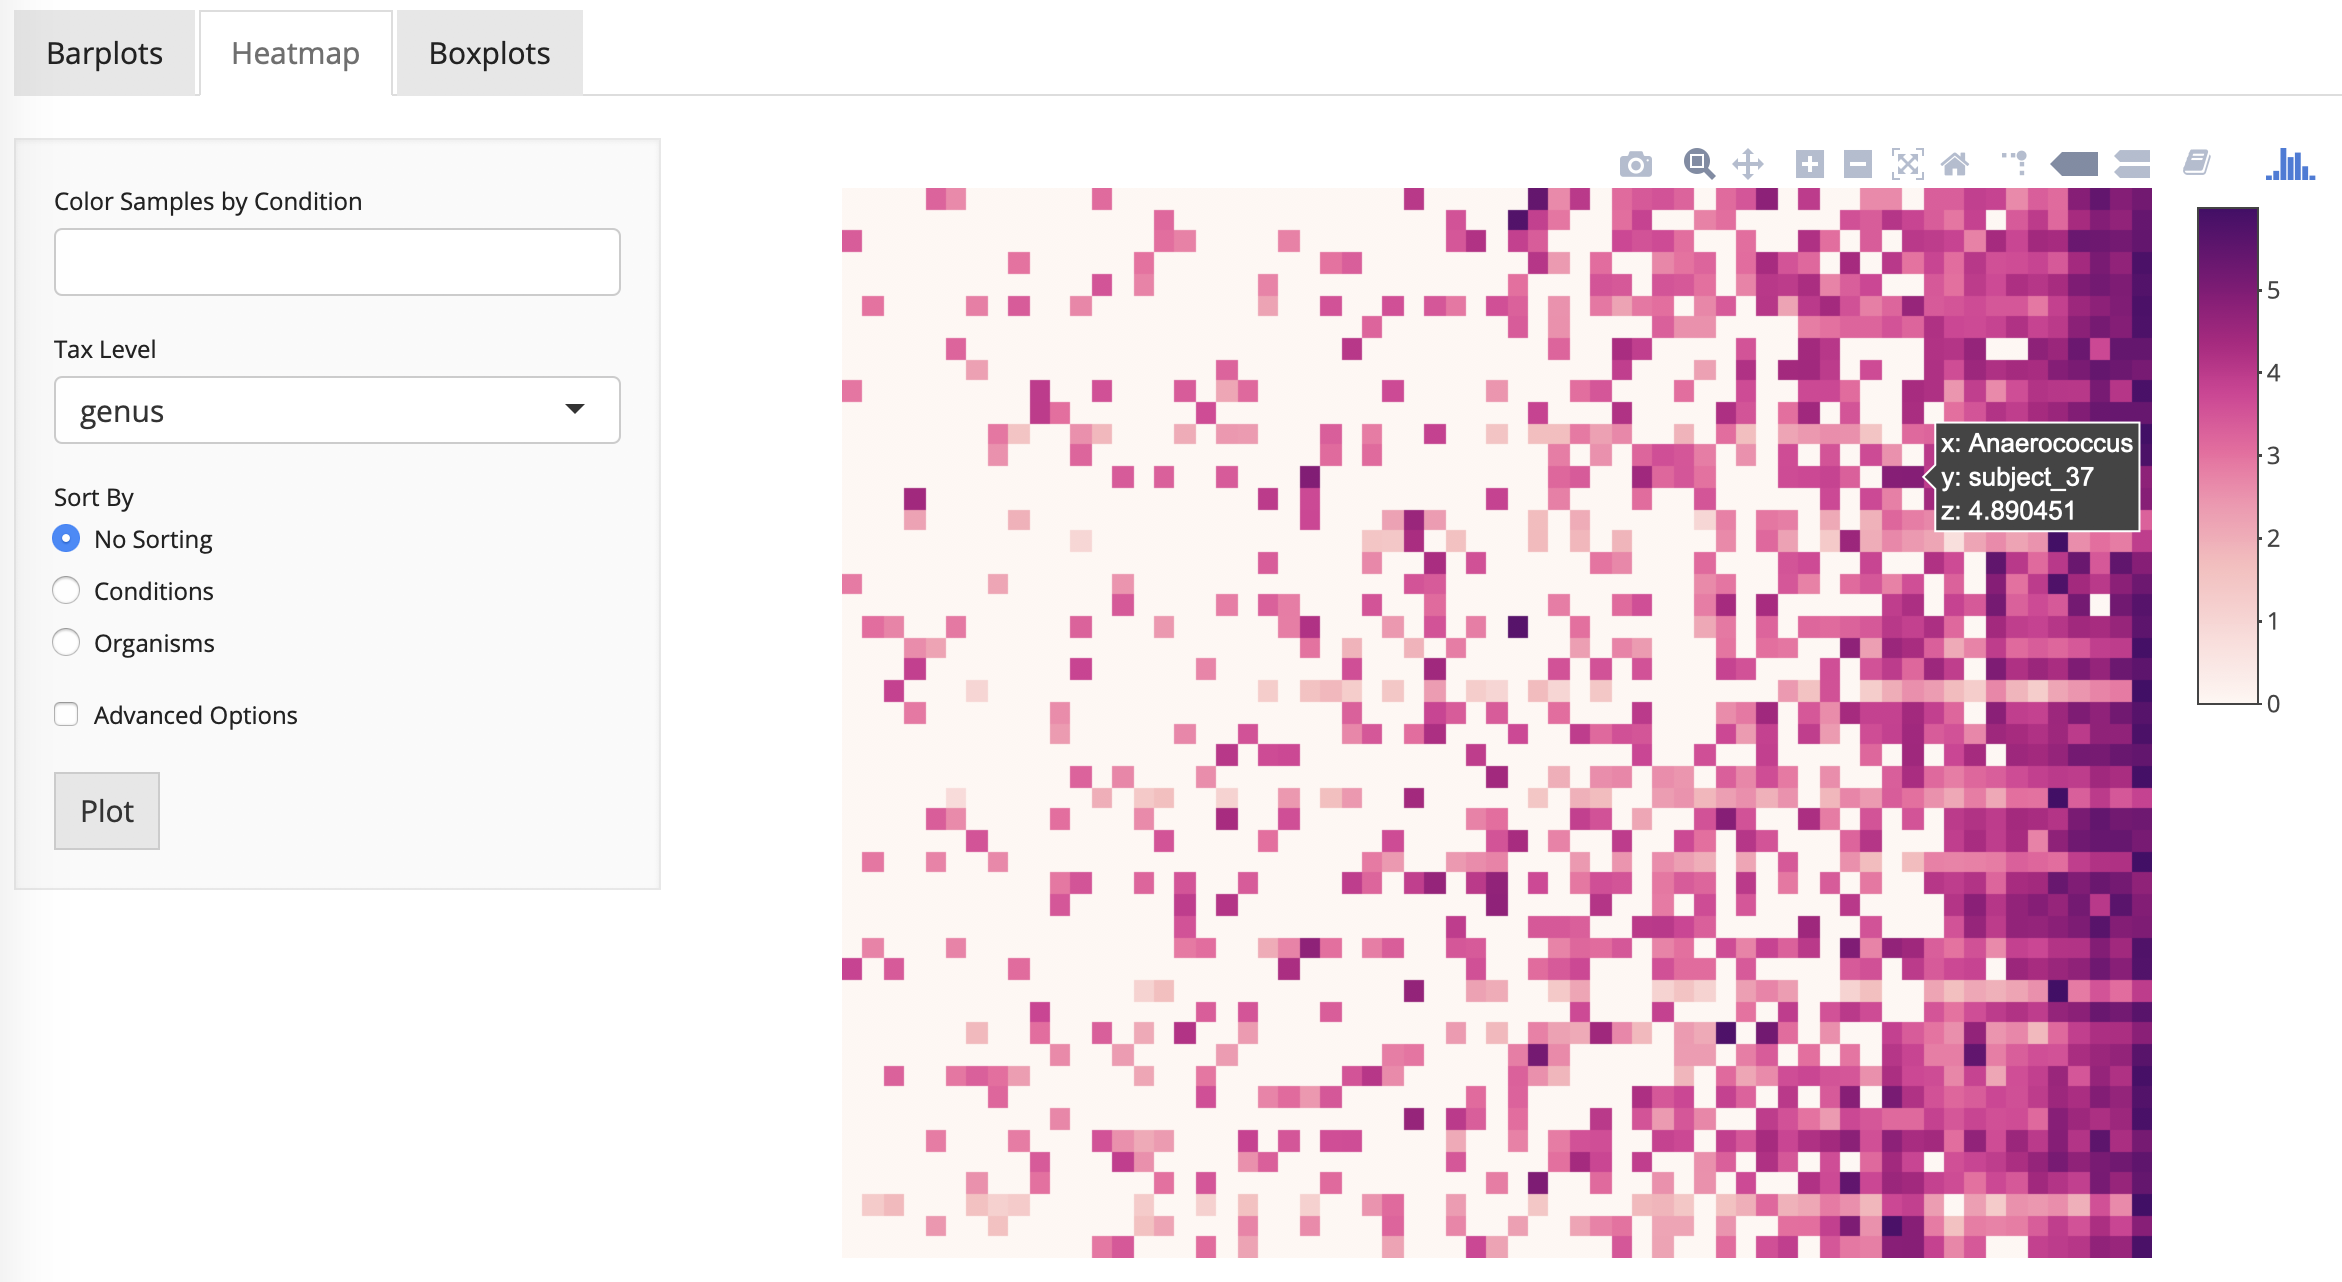 Barplots
Heatmap
Boxplots
Color Samples by Condition
Tax Level
genus
Sort By
No Sorting
Conditions
Organisms
Advanced Options
Plot
x: Anaerococcus
y: subject_37
z: 4.890451
5
4
3
2
1
0